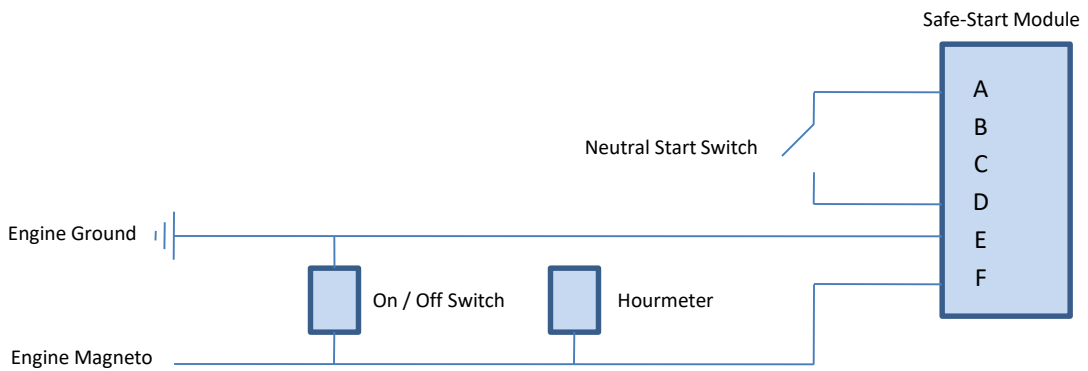 Safe-Start Module
A
B
Neutral Start Switch
C
D
Engine Ground
E
F
On / Off Switch
Hourmeter
Engine Magneto